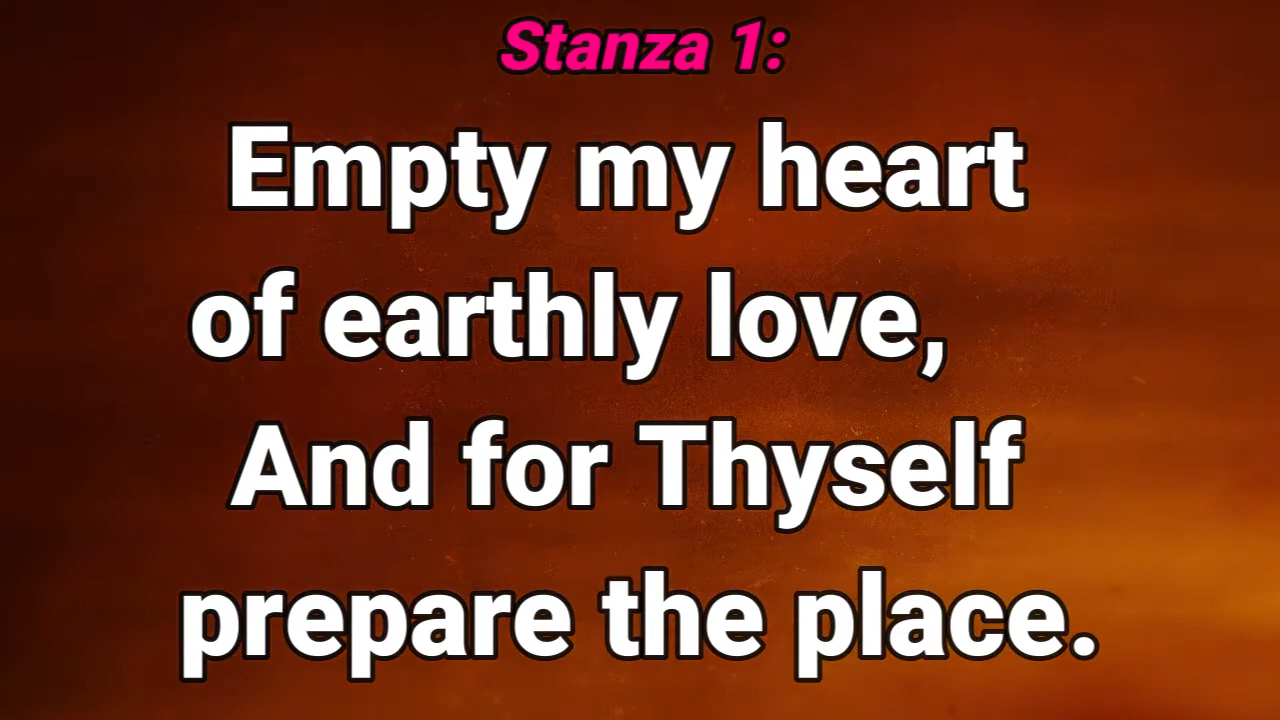 Stanza 1:
Empty my heart
of earthly love,
And for Thyself
prepare the place.